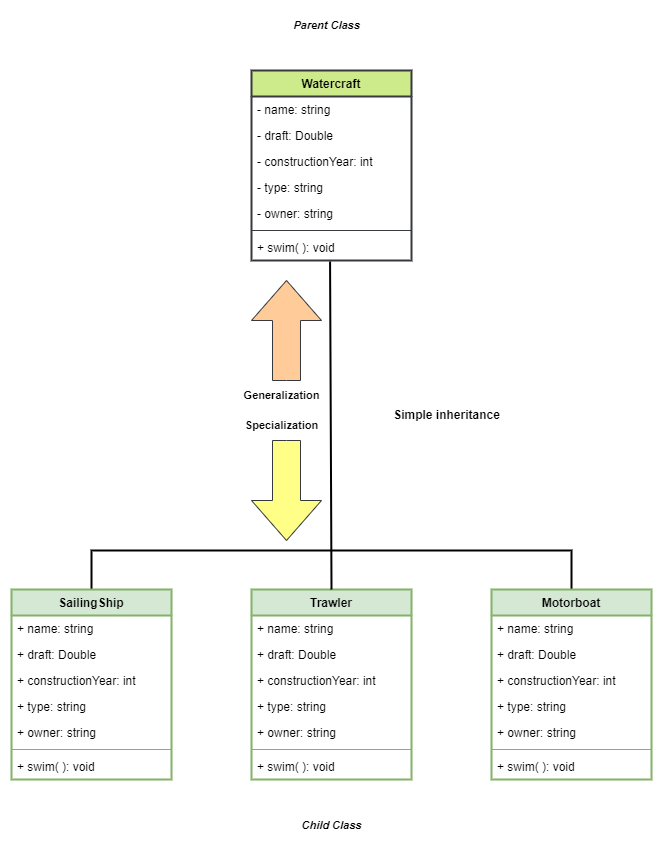 Parent Class
Watercraft
- name: string
- draft: Double
- constructionYear: int
- type: string
- owner: string
+ swim( ): void
Generalization
Simple inheritance
Specialization
SailingShip
+ name: string
+ draft: Double
+ constructionYear: int
+ type: string
+ owner: string
+ swim( ): void
Trawler
+ name: string
+ draft: Double
+ constructionYear: int
+ type: string
+ owner: string
+ swim( ): void
Motorboat
+ name: string
+ draft: Double
+ constructionYear: int
+ type: string
+ owner: string
+ swim( ): void
Child Class